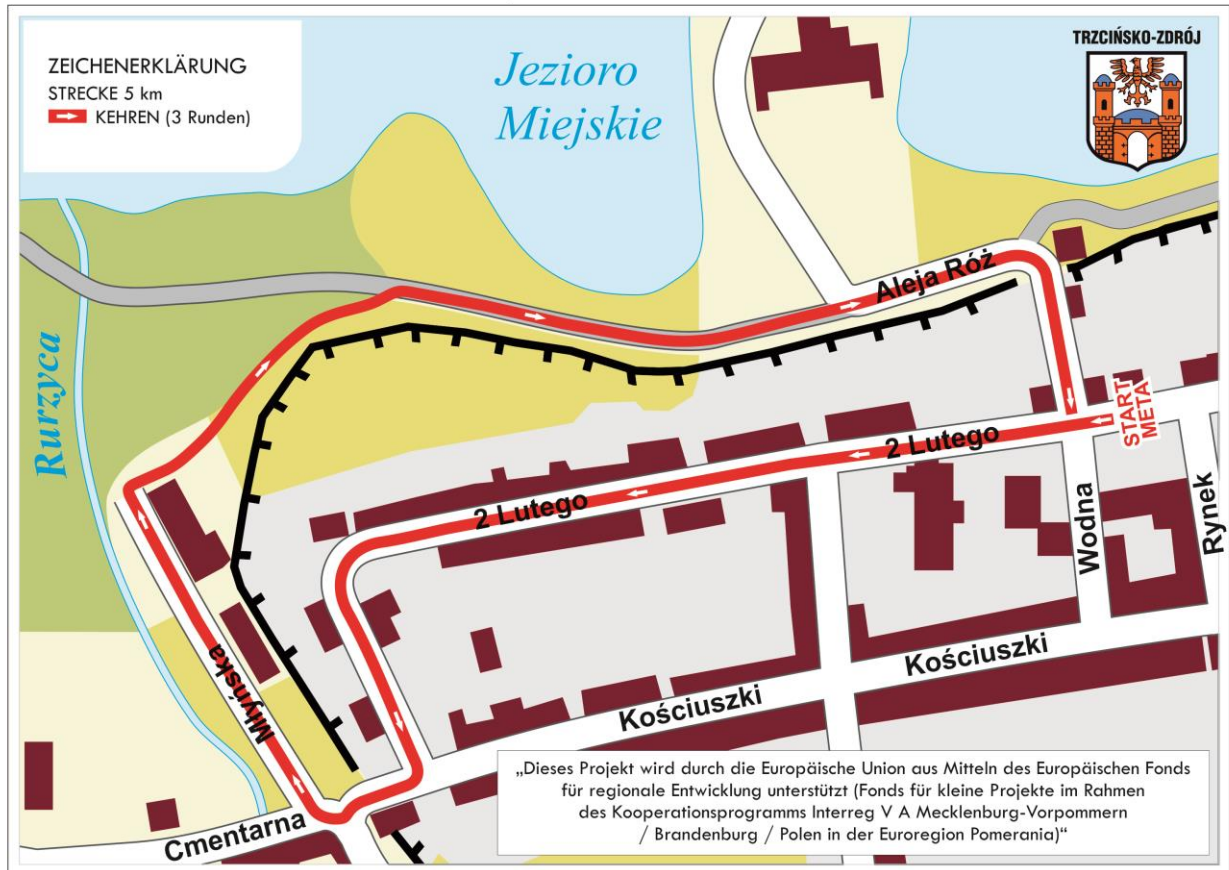 ZEICHENERKLÄRUNG
STRECKE 5 km
KEHREN (3 Runden)
Jezioro
Miejskie
TRZCIŃSKO-ZDRÓJ
Aleja Róż
Rurzyca
START
META
2 Lutego
2 Lutego
Wodna
Rynek
Młyńska
Kościuszki
Kościuszki
Cmentarna
„Dieses Projekt wird durch die Europäische Union aus Mitteln des Europäischen Fonds
für regionale Entwicklung unterstützt (Fonds für kleine Projekte im Rahmen
des Kooperationsprogramms Interreg V A Mecklenburg-Vorpommern
/ Brandenburg / Polen in der Euroregion Pomerania)“